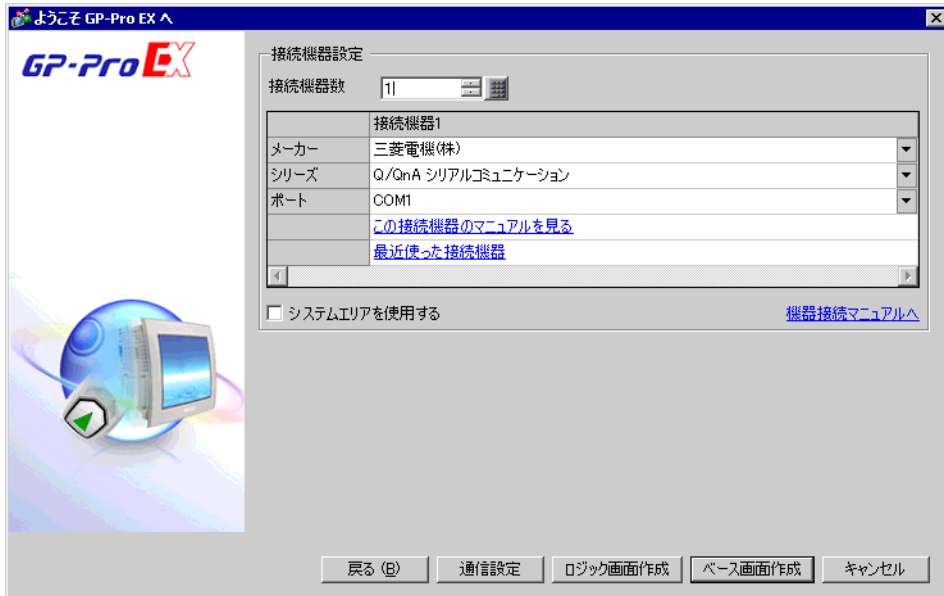 ようこそ GP-Pro EX へ
GP-Pro EX
接続機器設定
接続機器数 1
接続機器1
メーカー 三菱電機(株)
シリーズ Q/QnA シリアルコミュニケーション
ポート COM1
この接続機器のマニュアルを見る
最近使った接続機器
システムエリアを使用する 機器接続マニュアルへ
戻る (B) 通信設定 ロジック画面作成 ベース画面作成 キャンセル